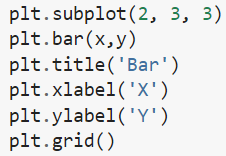 plt.subplot(2, 3, 3)
plt.bar(x,y)
plt.title('Bar')
plt.xlabel('X')
plt.ylabel('Y')
plt.grid()